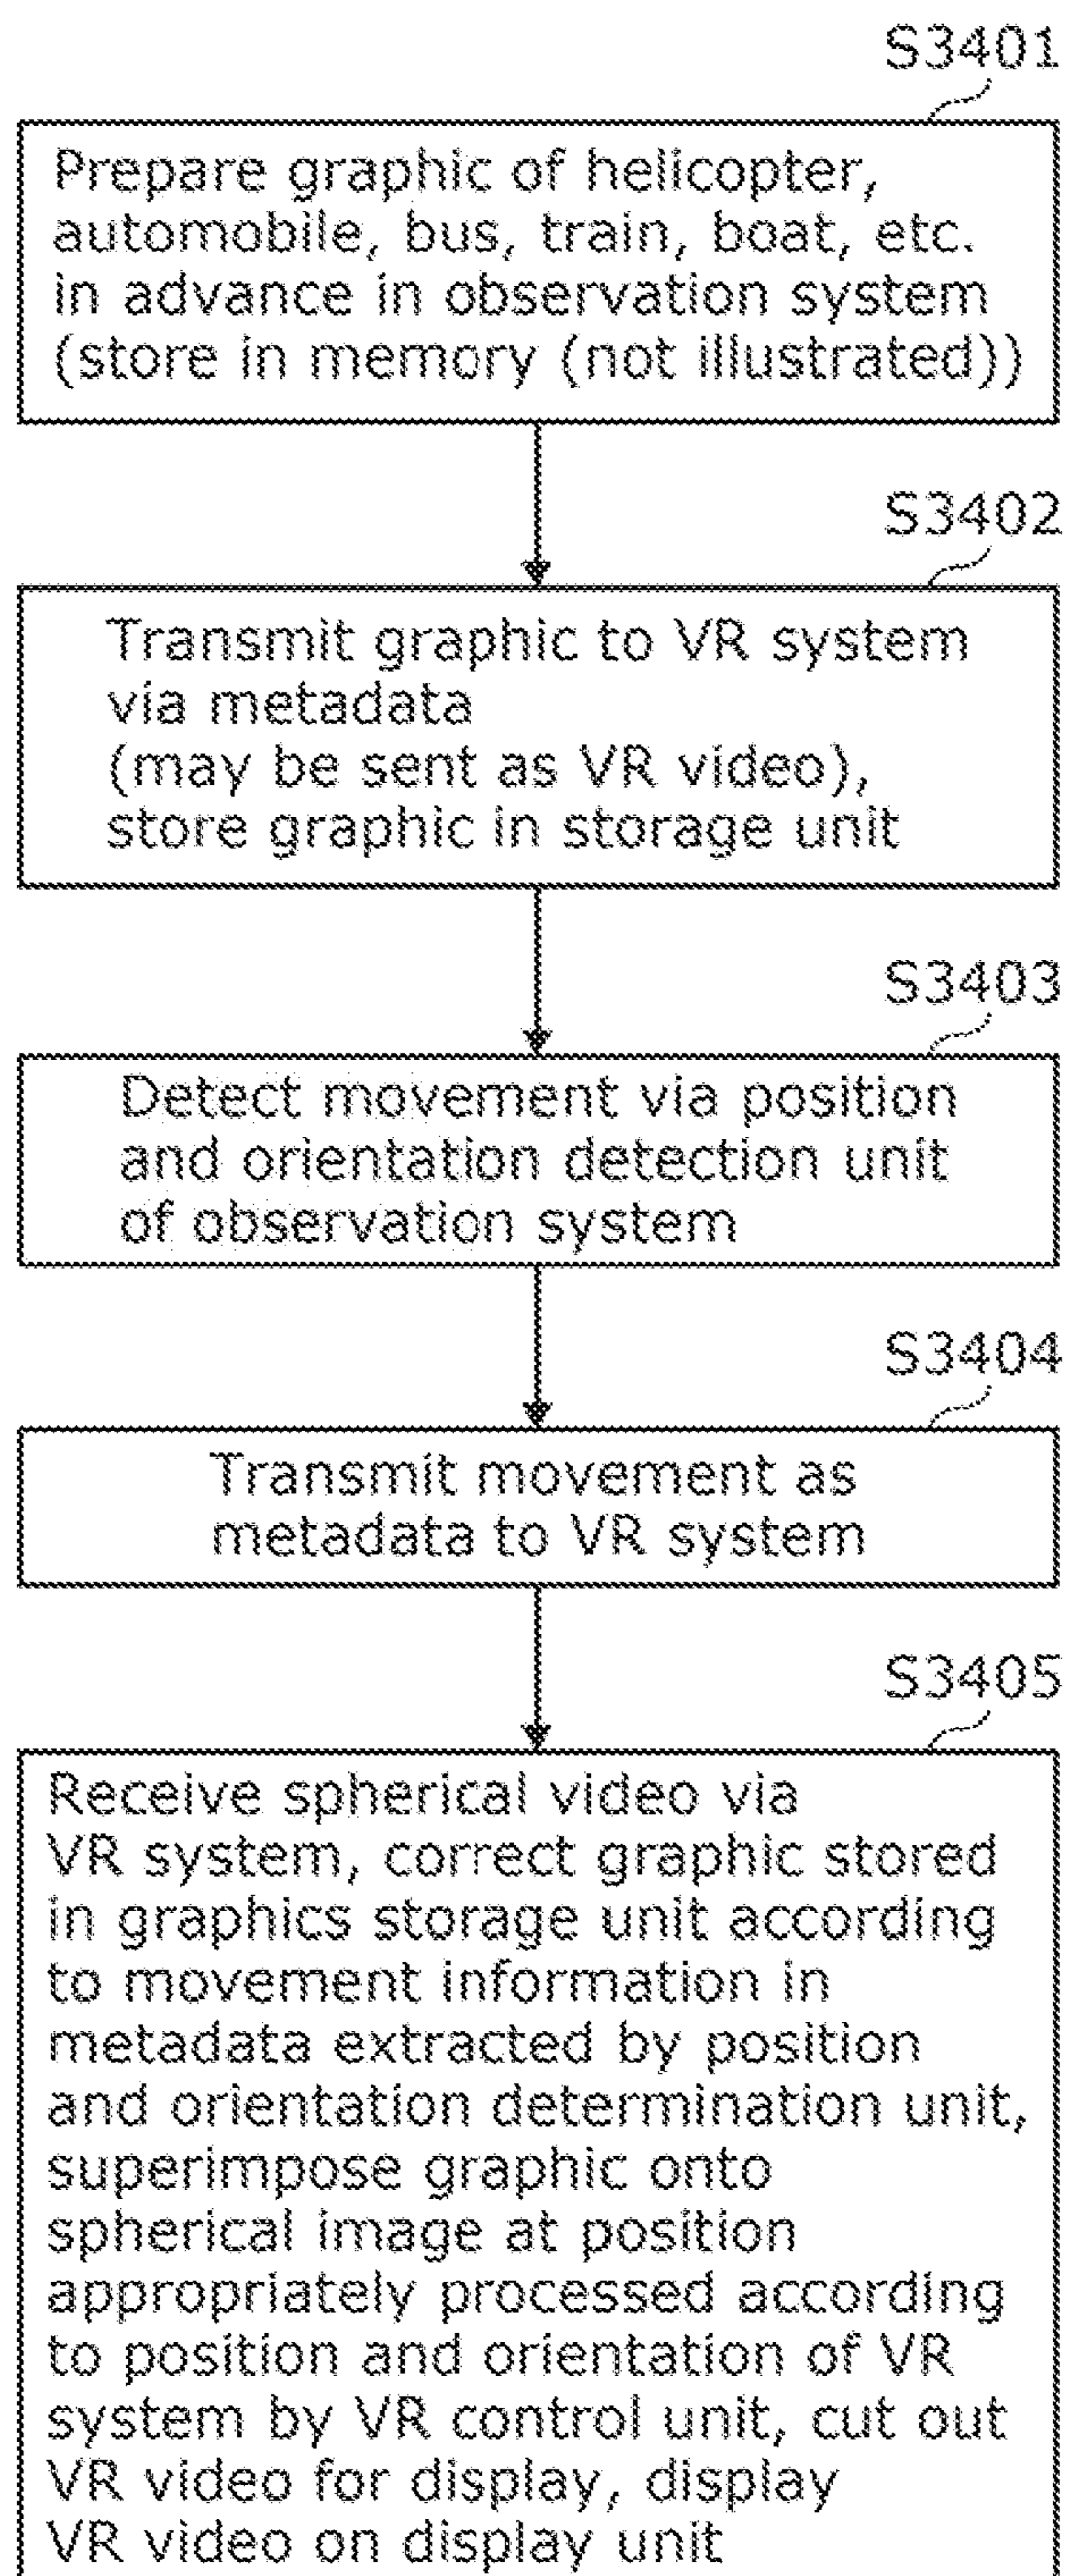 S3401
Prepare graphic of helicopter,
automobile, bus, train, boat, etc.
in advance in observation system
(store in memory (not illustrated))
S3402
Transmit graphic to VR system
via metadata
(may be sent as VR video),
store graphic in storage unit
S3403
Detect movement via position
and orientation detection unit
of observation system
S3404
Transmit movement as
metadata to VR system
S3405
Receive spherical video via
VR system, correct graphic stored
in graphics storage unit according
to movement information in
metadata extracted by position
and orientation determination unit,
superimpose graphic onto
spherical image at position
appropriately processed according
to position and orientation of VR
system by VR control unit, cut out
VR video for display, display
VR video on display unit